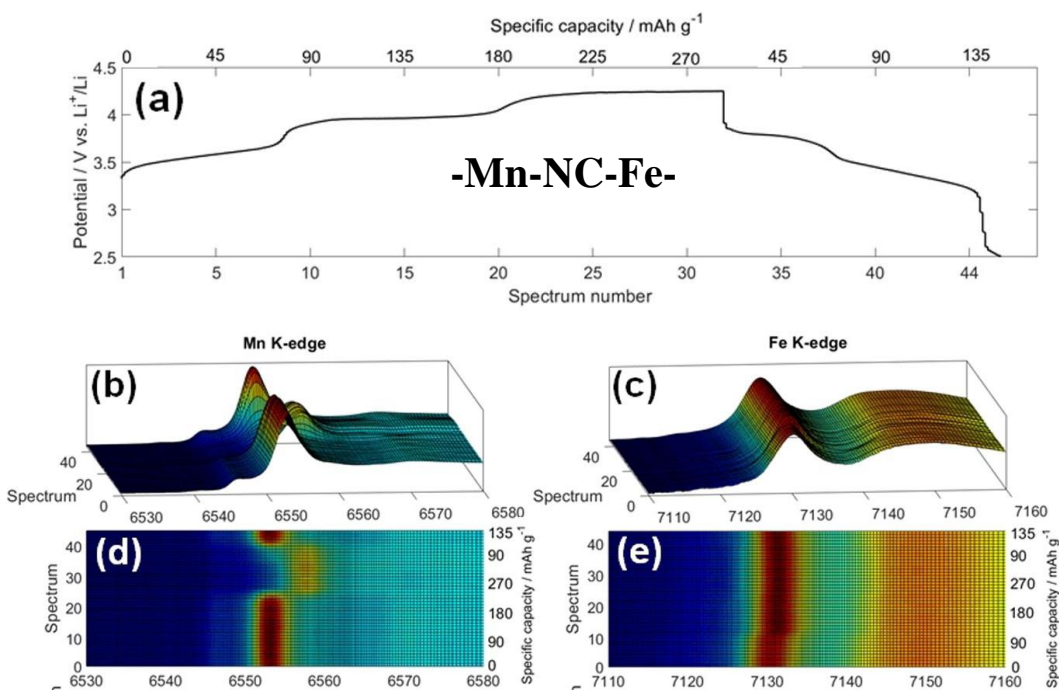 Specific capacity / mAh g⁻¹
0 45 90 135 180 225 270 45 90 135
4.5
4
3.5
3
2.5
Potential / V vs. Li⁺/Li
(a)
-Mn-NC-Fe-
1 5 10 15 20 25 30 35 40 44
Spectrum number
Mn K-edge
(b)
40
20
0
Spectrum
6530 6540 6550 6560 6570 6580
Fe K-edge
(c)
40
20
0
Spectrum
7110 7120 7130 7140 7150 7160
(d)
Spectrum
40
30
20
10
0
6530 6540 6550 6560 6570 6580
135
90
270
180
90
0
Specific capacity / mAh g⁻¹
(e)
Spectrum
40
30
20
10
0
7110 7120 7130 7140 7150 7160
135
90
270
180
90
0
Specific capacity / mAh g⁻¹